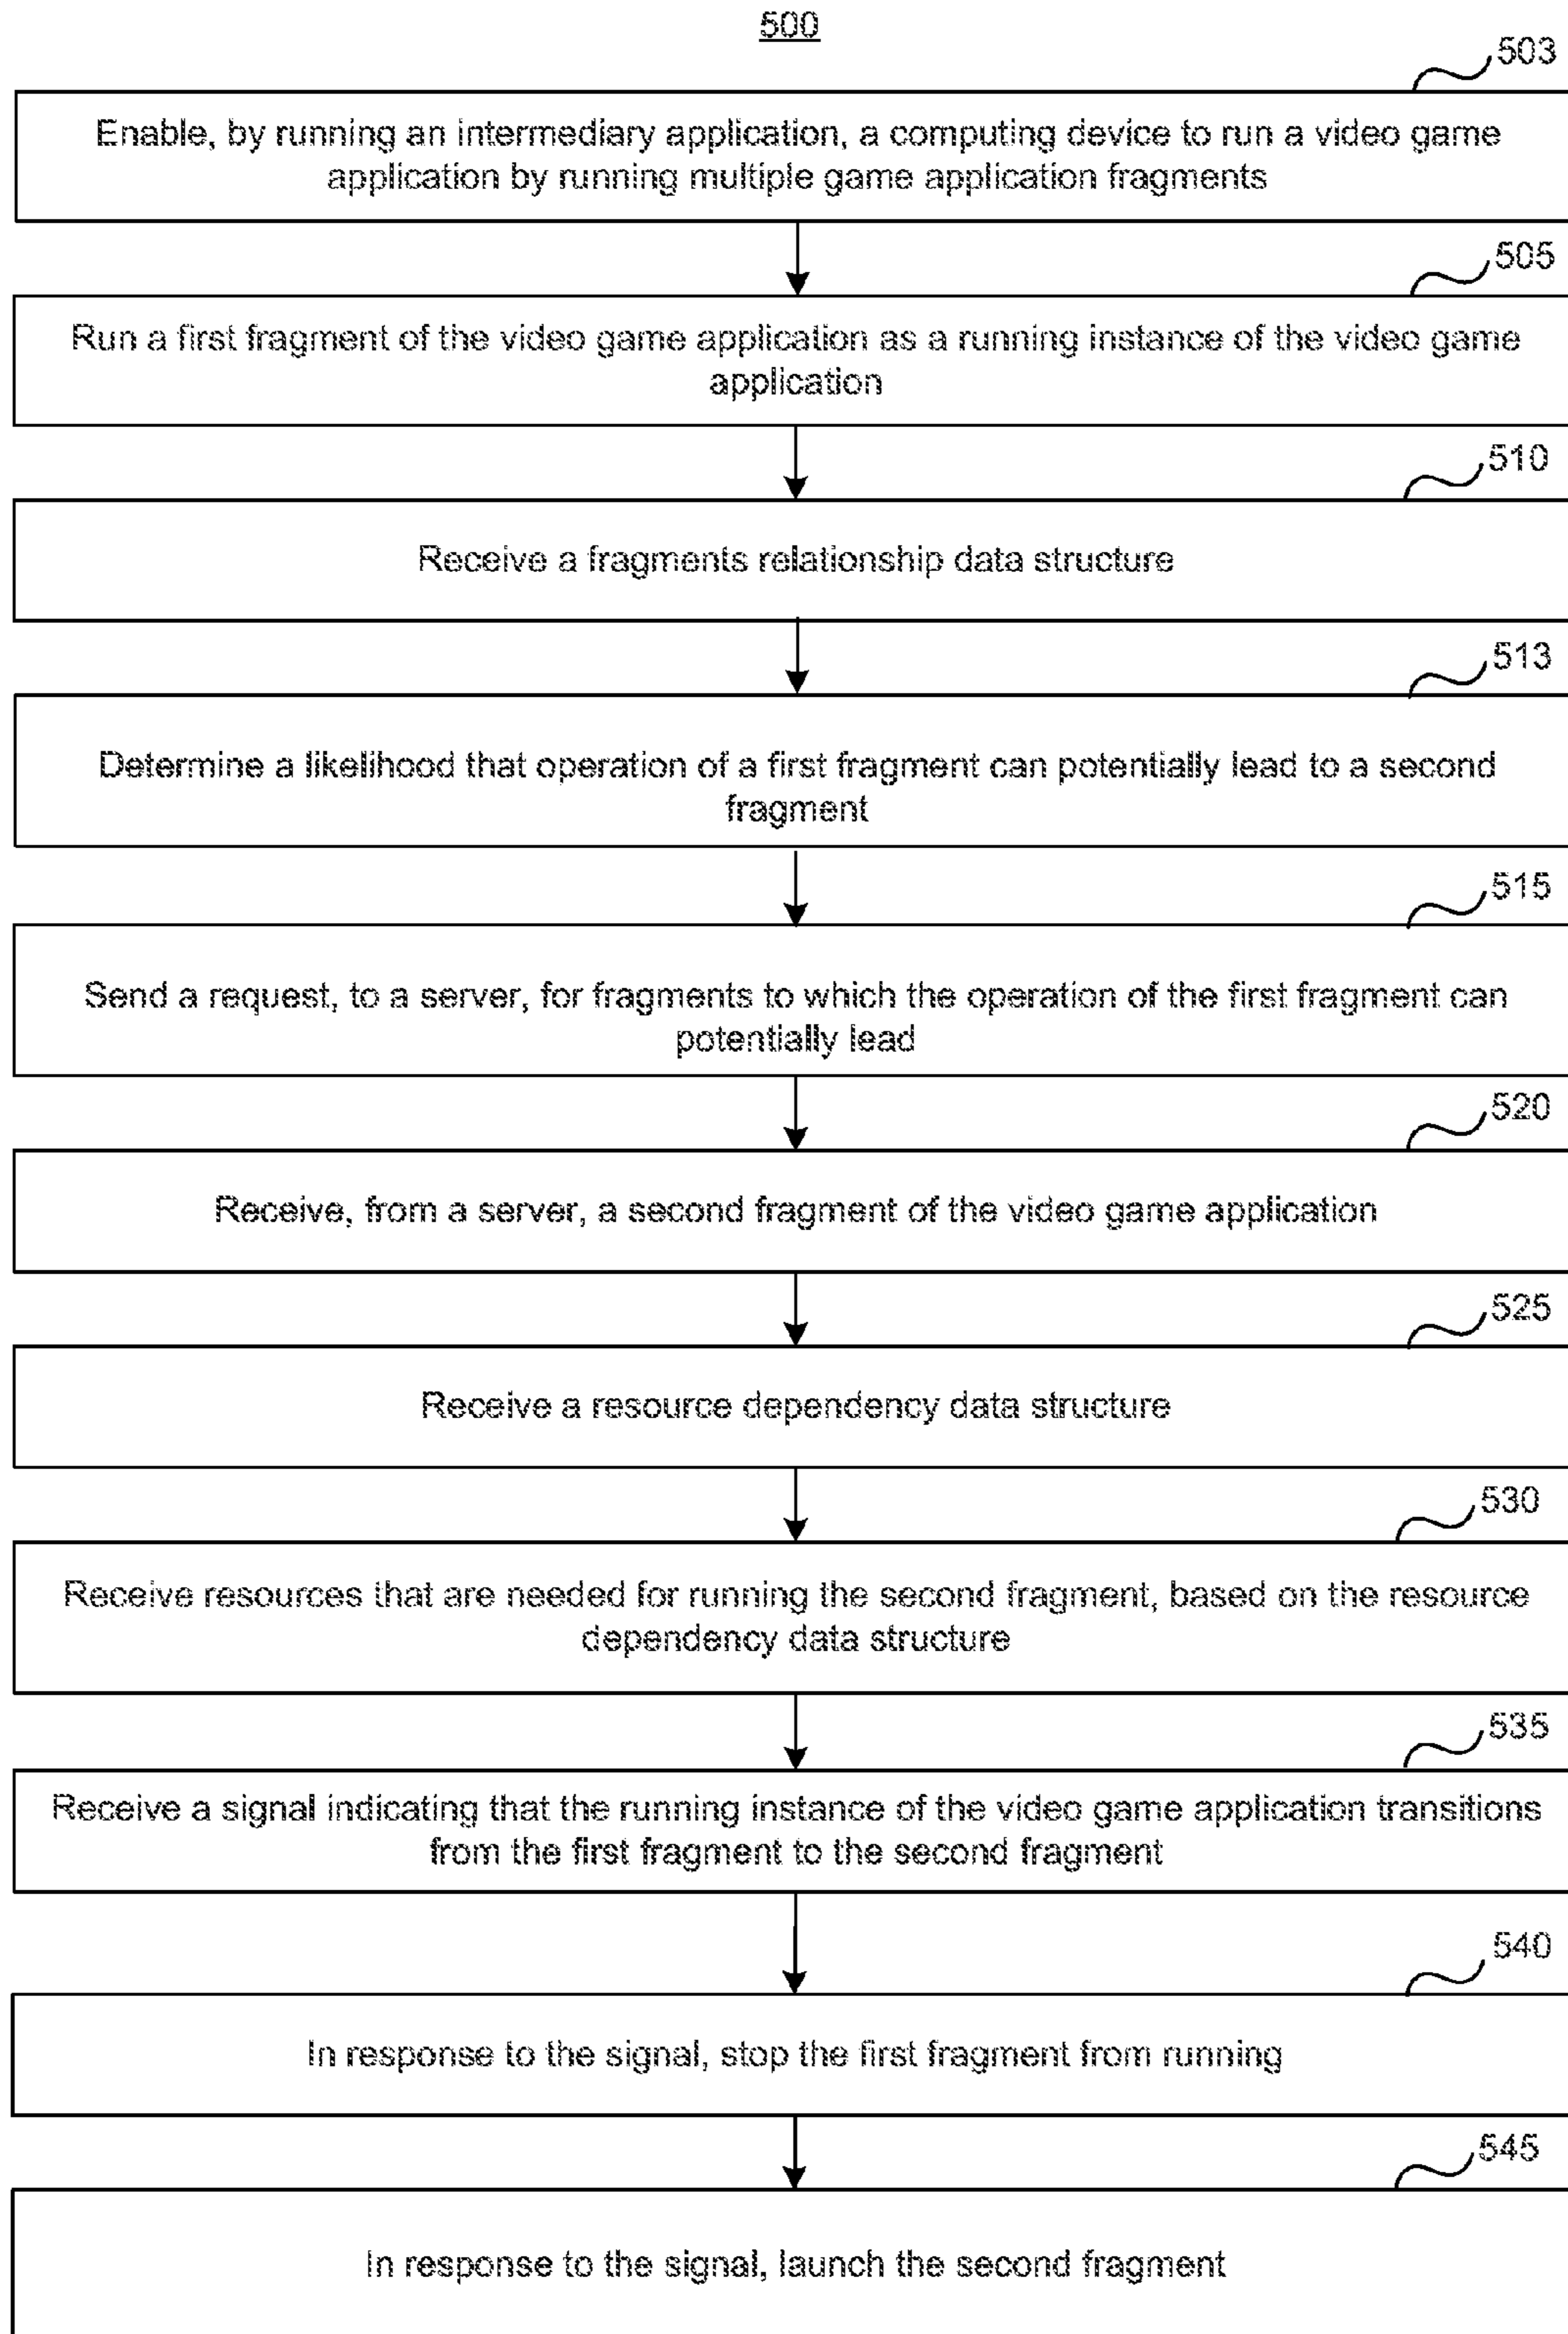 500
503
Enable, by running an intermediary application, a computing device to run a video game
application by running multiple game application fragments
505
Run a first fragment of the video game application as a running instance of the video game
application
510
Receive a fragments relationship data structure
513
Determine a likelihood that operation of a first fragment can potentially lead to a second
fragment
515
Send a request, to a server, for fragments to which the operation of the first fragment can
potentially lead
520
Receive, from a server, a second fragment of the video game application
525
Receive a resource dependency data structure
530
Receive resources that are needed for running the second fragment, based on the resource
dependency data structure
535
Receive a signal indicating that the running instance of the video game application transitions
from the first fragment to the second fragment
540
In response to the signal, stop the first fragment from running
545
In response to the signal, launch the second fragment